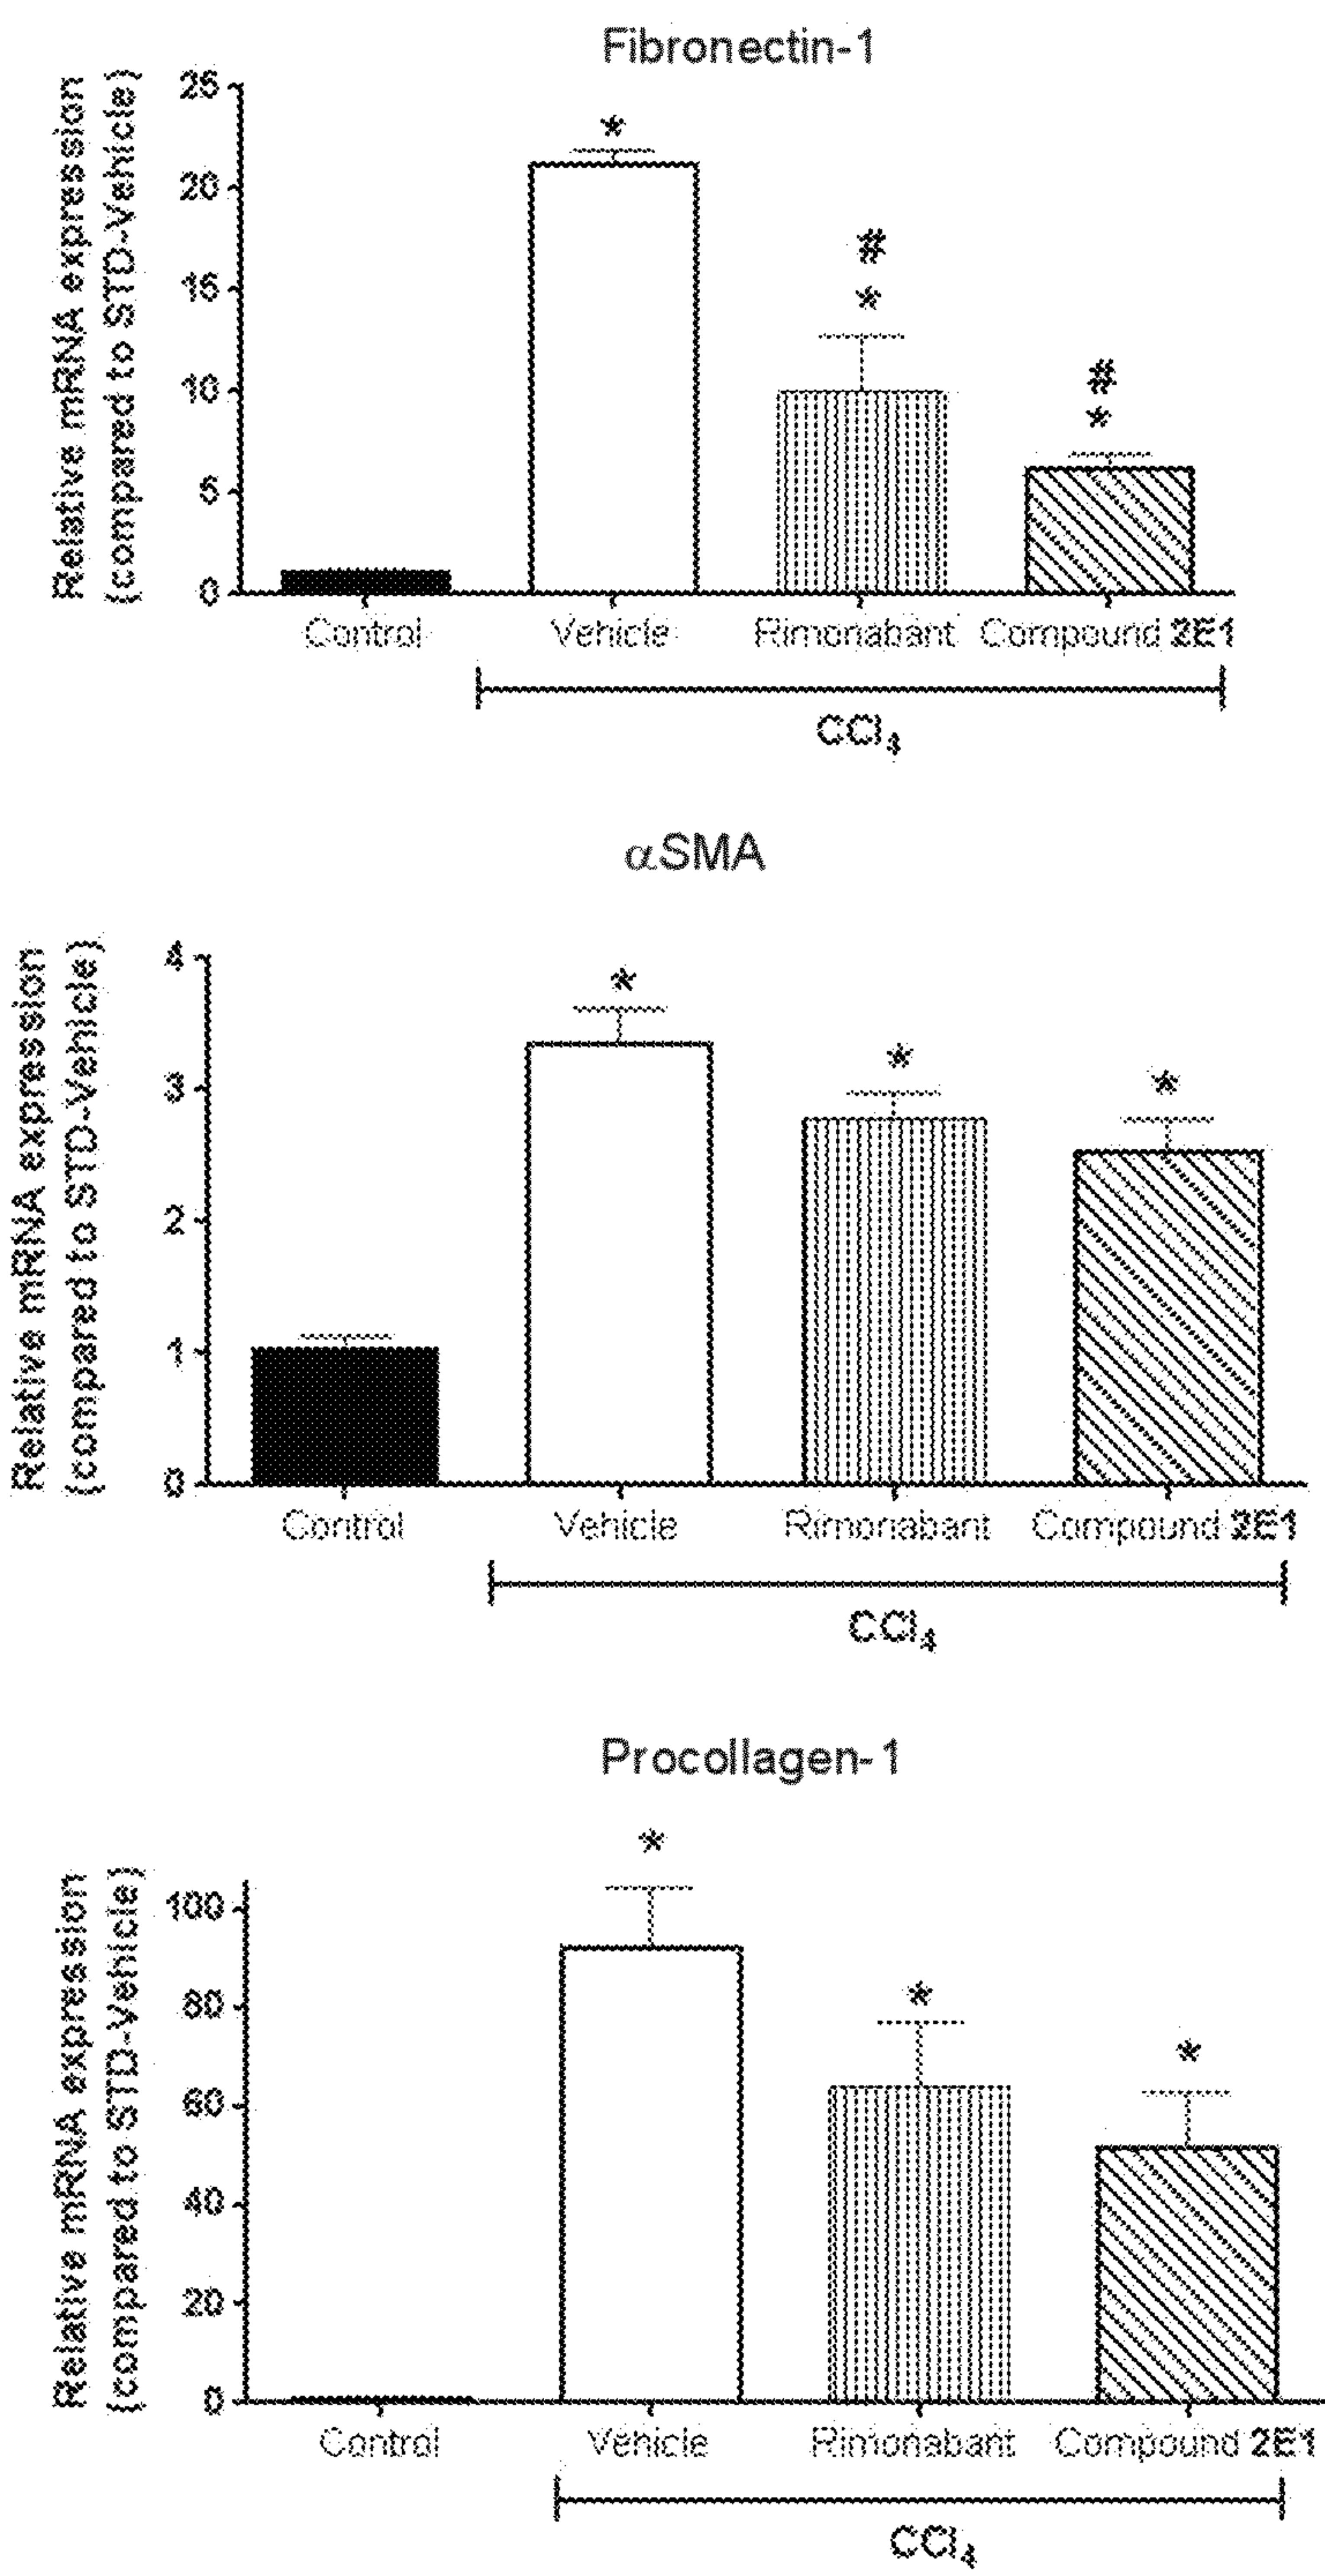 Fibronectin-1
Relative mRNA expression
(compared to STD-Vehicle)
25
20
15
10
5
0
*
#
*
#
*
Control Vehicle Rimonabant Compound 2E1
CCl4
αSMA
Relative mRNA expression
(compared to STD-Vehicle)
4
3
2
1
0
*
*
*
Control Vehicle Rimonabant Compound 2E1
CCl4
Procollagen-1
Relative mRNA expression
(compared to STD-Vehicle)
100
80
60
40
20
0
*
*
*
Control Vehicle Rimonabant Compound 2E1
CCl4